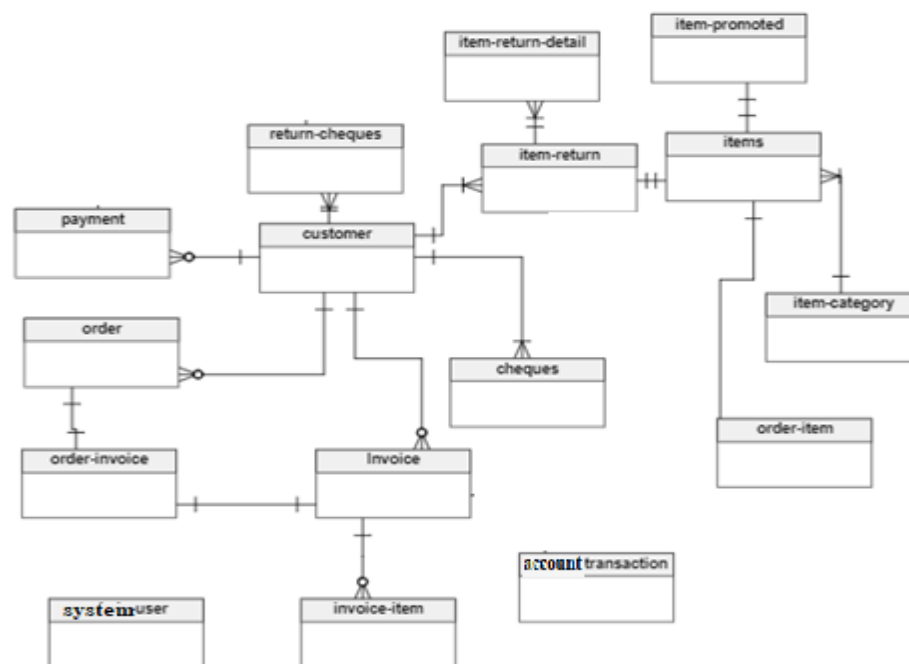 item-promoted
item-return-detail
return-cheques
item-return
items
payment
customer
item-category
order
cheques
order-item
order-invoice
Invoice
account transaction
system-user
invoice-item